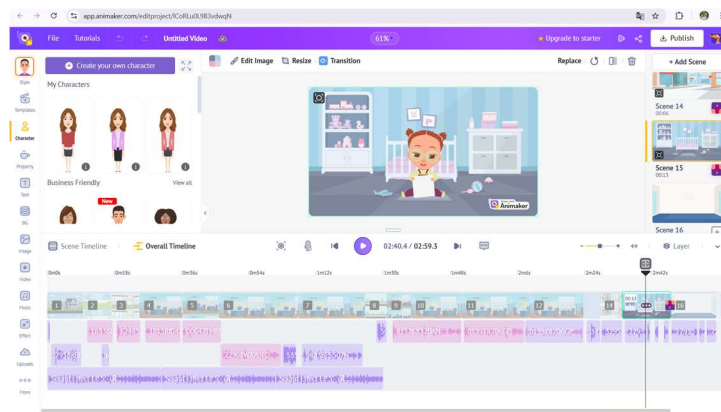 app.animaker.com/editproject/lCoRLu0L9B3vdwqN
File Tutorials Untitled Video 61% Upgrade to starter Publish
Create your own character Edit Image Resize Transition Replace + Add Scene
Style My Characters
Templates Scene 14
00:06
Character
Property Business Friendly View all
Scene 15
00:13
Text New
BG Animaker
Scene 16
Image Scene Timeline Overall Timeline 02:40.4 / 02:59.3 Layer
Video 0m0s 0m18s 0m36s 0m54s 1m12s 1m30s 1m48s 2m6s 2m24s 2m42s
Music 1 2 3 4 5 6 7 8 9 10 11 12 14 00:13 16
Effect
Uploads
More